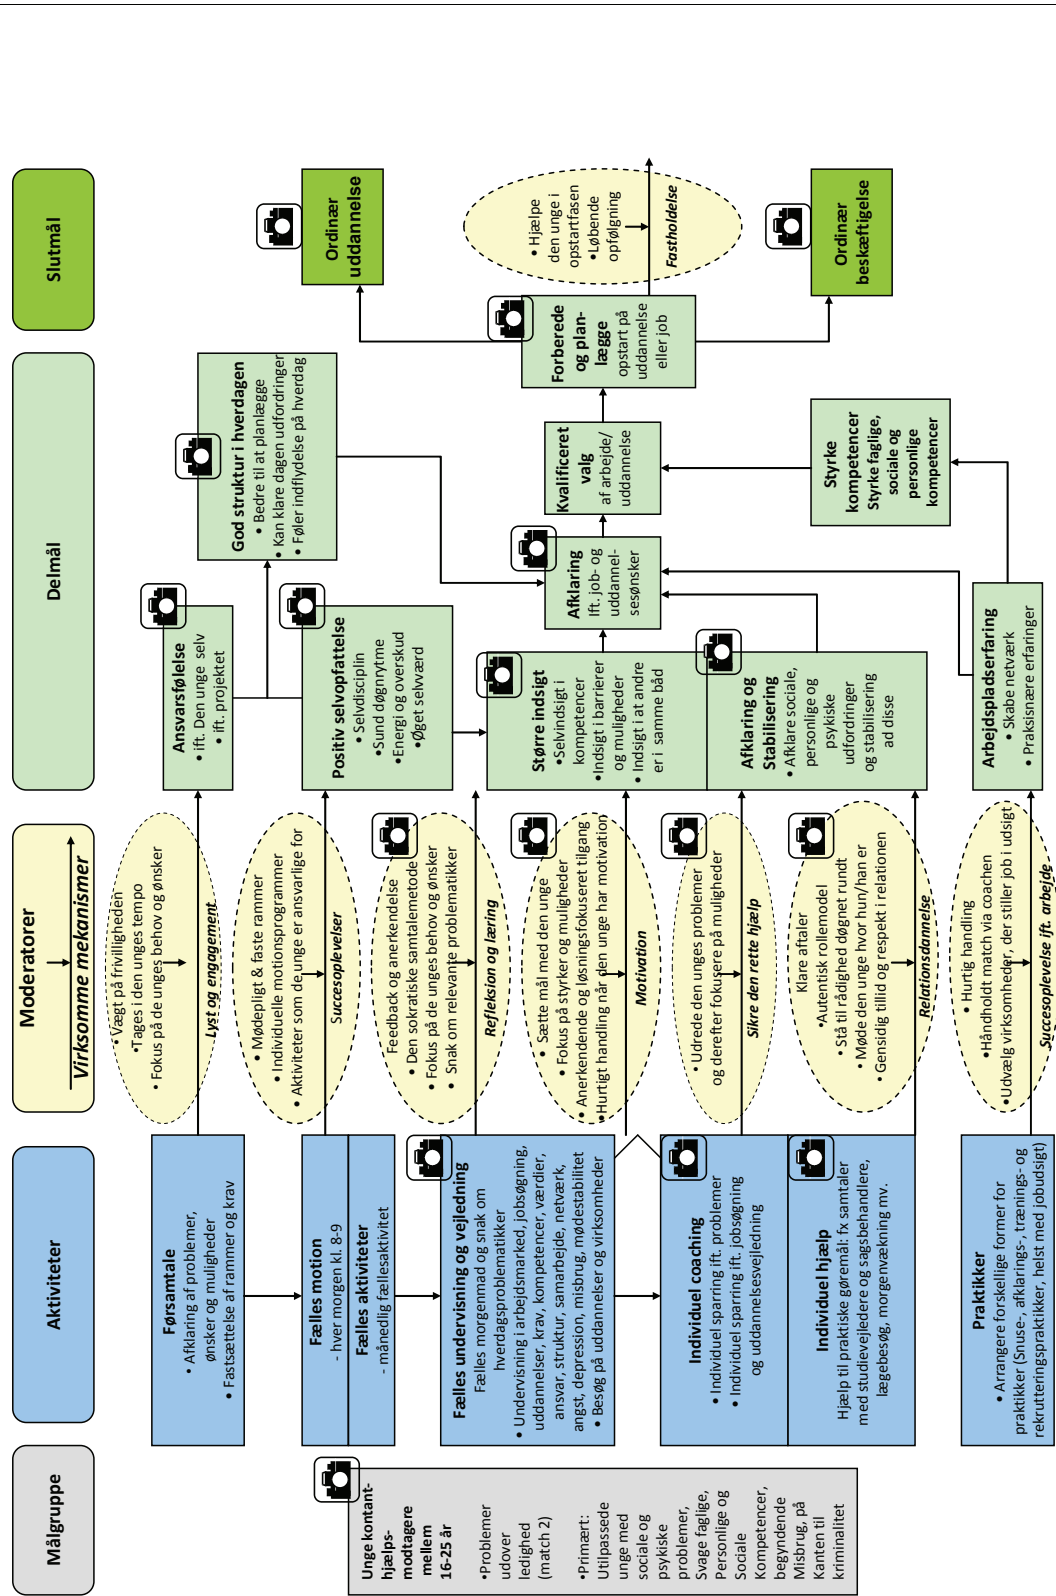 Målgruppe
Aktiviteter
Moderatorer
Virksomme mekanismer
Delmål
Slutmål
Unge kontant-
hjælps-
modtagere
mellem
16-25 år
•Problemer
udover
ledighed
(match 2)
•Primært:
Utilpassede
unge med
sociale og
psykiske
problemer,
Svage faglige,
Personlige og
Sociale
Kompetencer,
begyndende
Misbrug, på
Kanten til
kriminalitet
Førsamtale
• Afklaring af problemer,
ønsker og muligheder
• Fastsættelse af rammer og krav
Fælles motion
- hver morgen kl. 8-9
Fælles aktiviteter
- månedlig fællesaktivitet
Fælles undervisning og vejledning
Fælles morgenmad og snak om
hverdagsproblematikker
• Undervisning i arbejdsmarked, jobsøgning,
uddannelser, krav, kompetencer, værdier,
ansvar, struktur, samarbejde, netværk,
angst, depression, misbrug, mødestabilitet
• Besøg på uddannelser og virksomheder
Individuel coaching
• Individuel sparring ift. problemer
• Individuel sparring ift. jobsøgning
og uddannelsesvejledning
Individuel hjælp
Hjælp til praktiske gøremål: fx samtaler
med studievejledere og sagsbehandlere,
lægebesøg, morgenvækning mv.
Praktikker
• Arrangere forskellige former for
praktikker (Snuse-, afklarings-, trænings- og
rekrutteringspraktikker, helst med jobudsigt)
• Vægt på frivilligheden
•Tages i den unges tempo
• Fokus på de unges behov og ønsker
Lyst og engagement
• Mødepligt & faste rammer
• Individuelle motionsprogrammer
• Aktiviteter som de unge er ansvarlige for
Succesoplevelser
Feedback og anerkendelse
• Den sokratiske samtalemetode
• Fokus på de unges behov og ønsker
• Snak om relevante problematikker
Refleksion og læring
• Sætte mål med den unge
• Fokus på styrker og muligheder
• Anerkendende og løsningsfokuseret tilgang
•Hurtigt handling når den unge har motivation
Motivation
• Udrede den unges problemer
og derefter fokusere på muligheder
Sikre den rette hjælp
Klare aftaler
•Autentisk rollemodel
• Stå til rådighed døgnet rundt
• Møde den unge hvor hun/han er
• Gensidig tillid og respekt i relationen
Relationsdannelse
• Hurtig handling
•Håndholdt match via coachen
•Udvælg virksomheder, der stiller job i udsigt
Succesoplevelse ift. arbejde
Ansvarsfølelse
• ift. Den unge selv
• ift. projektet
Positiv selvopfattelse
• Selvdisciplin
•Sund døgnrytme
•Energi og overskud
•Øget selvværd
God struktur i hverdagen
• Bedre til at planlægge
• Kan klare dagen udfordringer
• Føler indflydelse på hverdag
Større indsigt
•Selvindsigt i
kompetencer
•Indsigt i barrierer
og muligheder
• Indsigt i at andre
er i samme båd
Afklaring og
Stabilisering
• Afklare sociale,
personlige og
psykiske
udfordringer
og stabilisering
ad disse
Arbejdspladserfaring
• Skabe netværk
• Praksisnære erfaringer
Afklaring
Ift. job- og
uddannel-
sesønsker
Kvalificeret
valg
af arbejde/
uddannelse
Styrke
kompetencer
Styrke faglige,
sociale og
personlige
kompetencer
Forberede
og plan-
lægge
opstart på
uddannelse
eller job
• Hjælpe
den unge i
opstartfasen
•Løbende
opfølgning
Fastholdelse
Ordinær
uddannelse
Ordinær
beskæftigelse